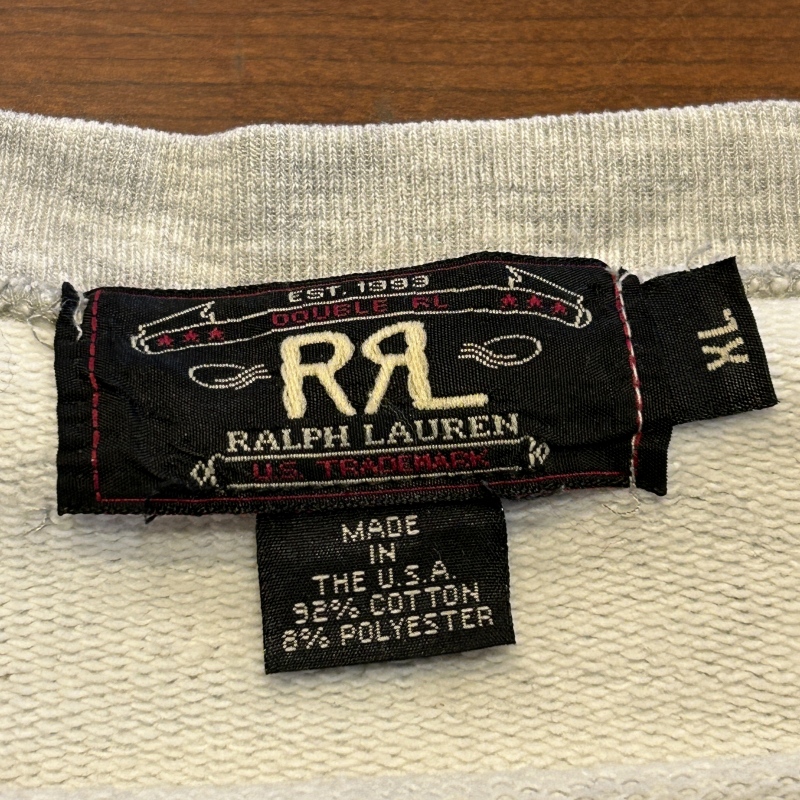 EST. 1993
DOUBLE RL
RRL
RALPH LAUREN
U.S. TRADEMARK
XL
MADE
IN
THE U.S.A.
92% COTTON
8% POLYESTER